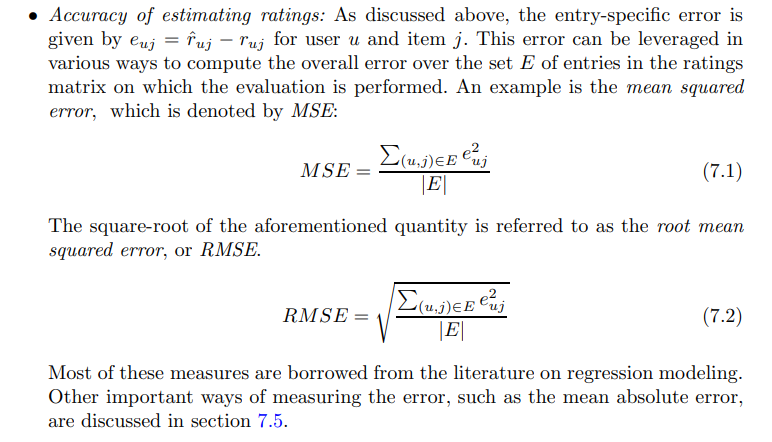 • Accuracy of estimating ratings: As discussed above, the entry-specific error is
given by e_{uj} = r̂_{uj} − r_{uj} for user u and item j. This error can be leveraged in
various ways to compute the overall error over the set E of entries in the ratings
matrix on which the evaluation is performed. An example is the mean squared
error, which is denoted by MSE:
MSE = \frac{\sum_{(u,j)∈E} e_{uj}^2}{|E|} (7.1)
The square-root of the aforementioned quantity is referred to as the root mean
squared error, or RMSE.
RMSE = \sqrt{\frac{\sum_{(u,j)∈E} e_{uj}^2}{|E|}} (7.2)
Most of these measures are borrowed from the literature on regression modeling.
Other important ways of measuring the error, such as the mean absolute error,
are discussed in section 7.5.